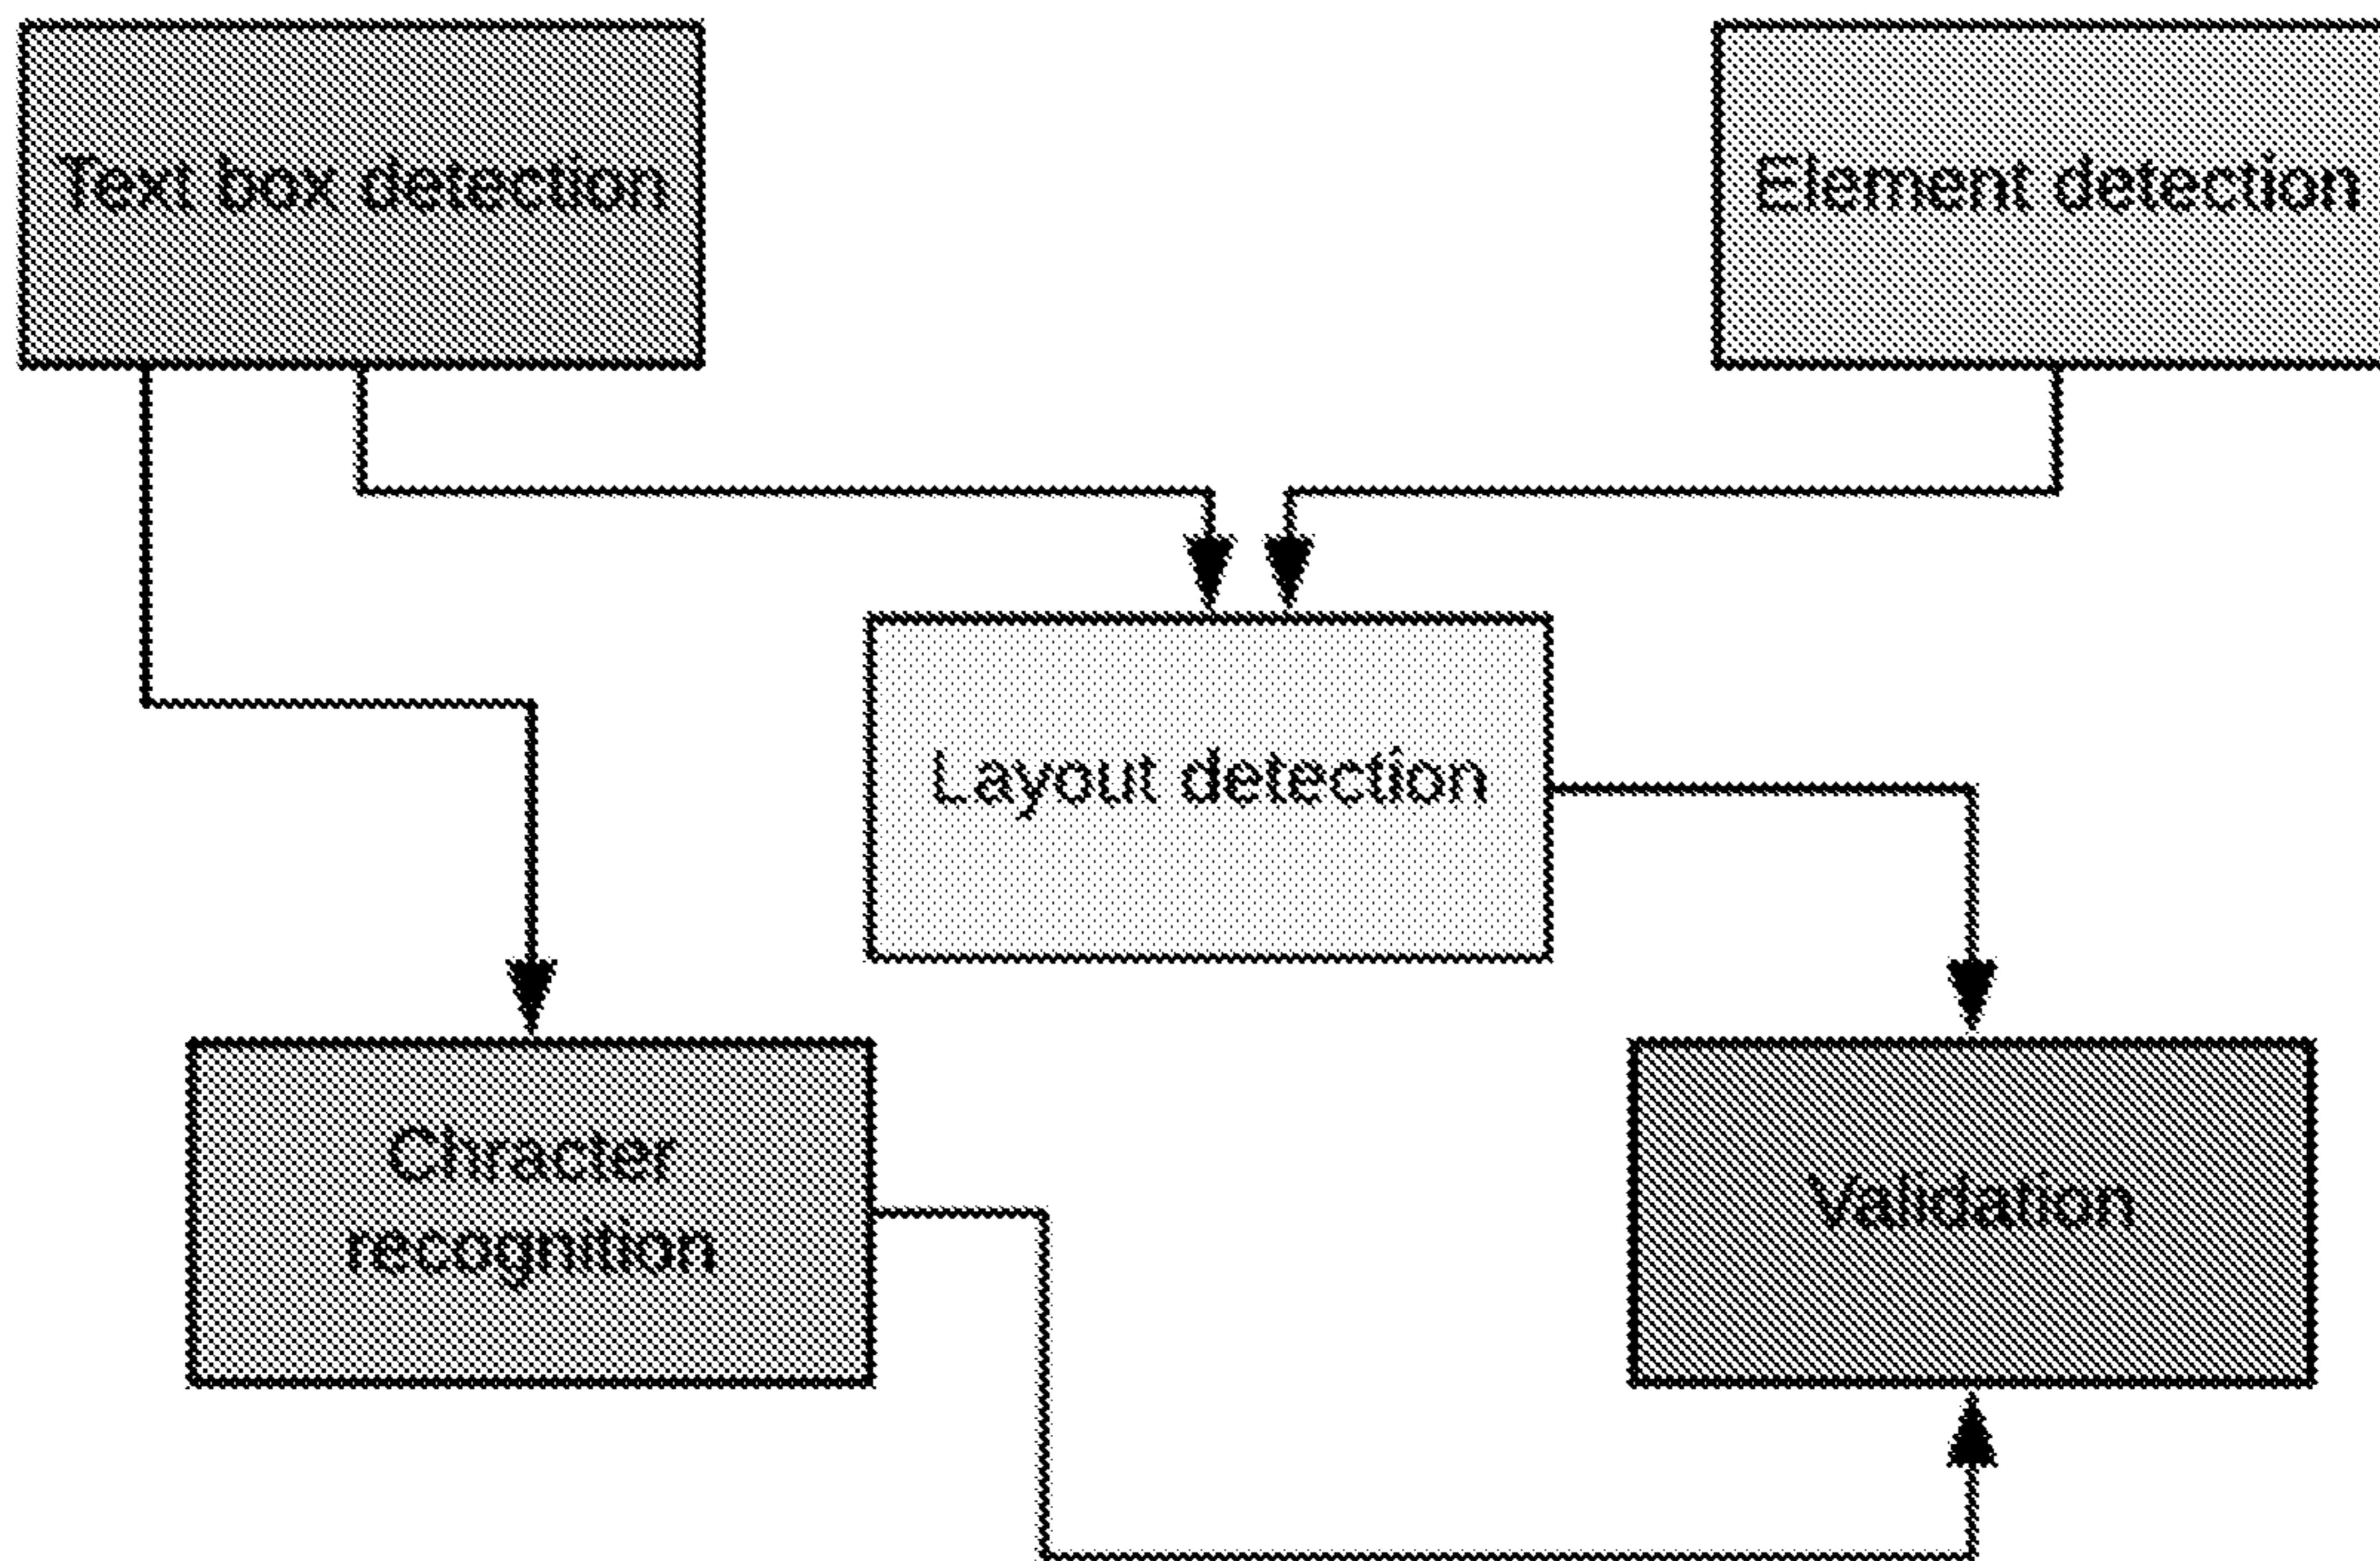 Text box detection
Element detection
Layout detection
Chracter
recognition
Validation